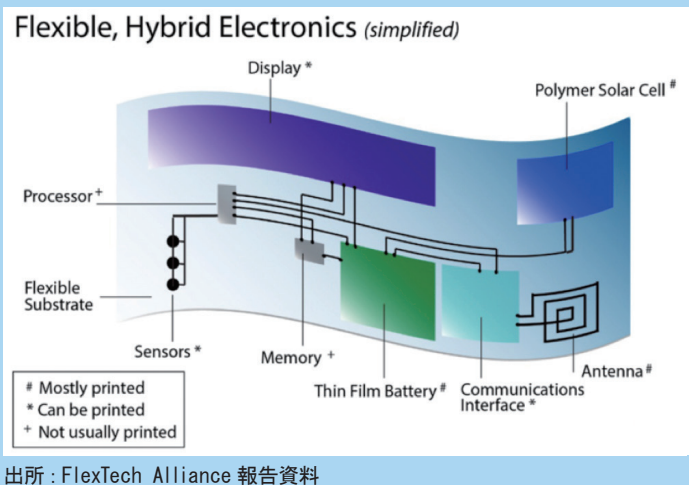 Flexible, Hybrid Electronics (simplified)
Display *
Polymer Solar Cell #
Processor +
Flexible
Substrate
Sensors *
Memory +
Thin Film Battery #
Communications
Interface *
Antenna #
# Mostly printed
* Can be printed
+ Not usually printed
出所:FlexTech Alliance 報告資料